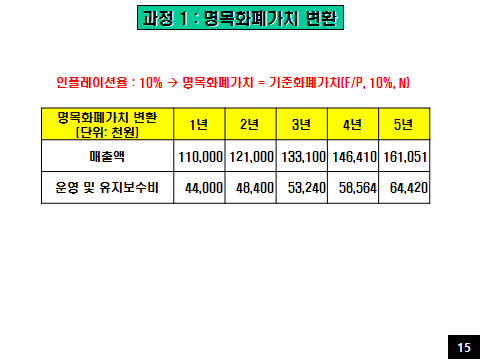 과정 1 : 명목화폐가치 변환
인플레이션율 : 10% → 명목화폐가치 = 기준화폐가치(F/P, 10%, N)
명목화폐가치 변환
(단위: 천원) 1년 2년 3년 4년 5년
매출액 110,000 121,000 133,100 146,410 161,051
운영 및 유지보수비 44,000 48,400 53,240 58,564 64,420
15